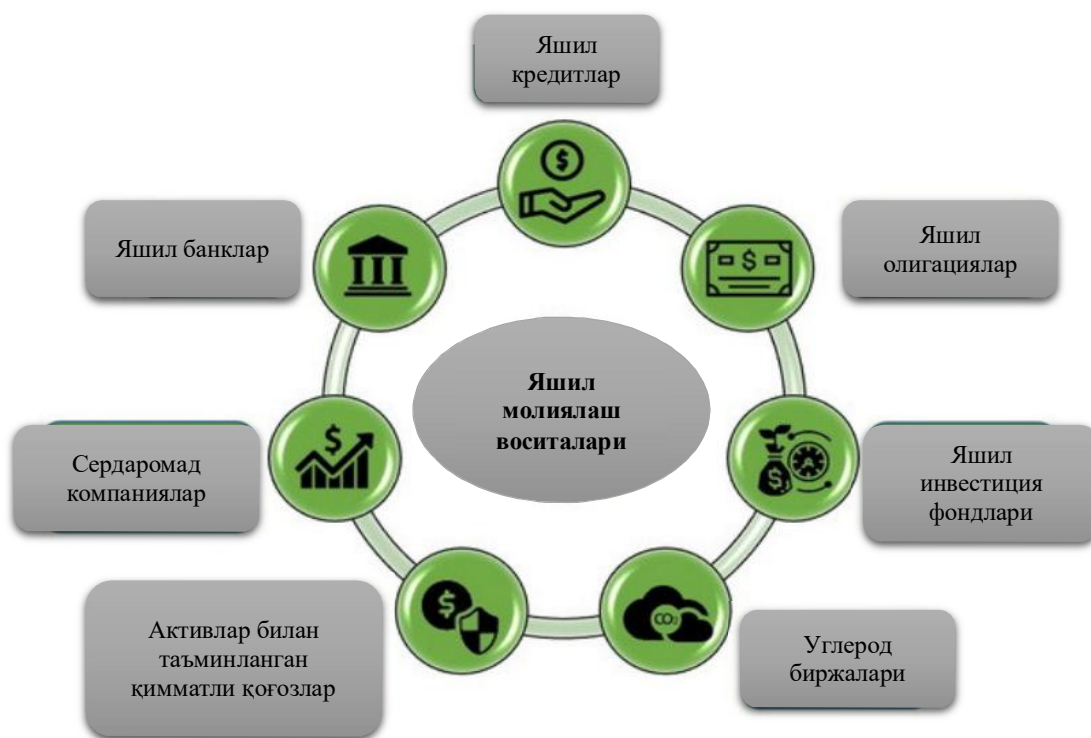 Яшил
кредитлар
Яшил банклар
Яшил
олигациялар
Яшил
молиялаш
воситалари
Сердаромад
компаниялар
Яшил
инвестиция
фондлари
Активлар билан
таъминланган
қимматли қоғозлар
Углерод
биржалари
$
$
$
$
$
CO₂